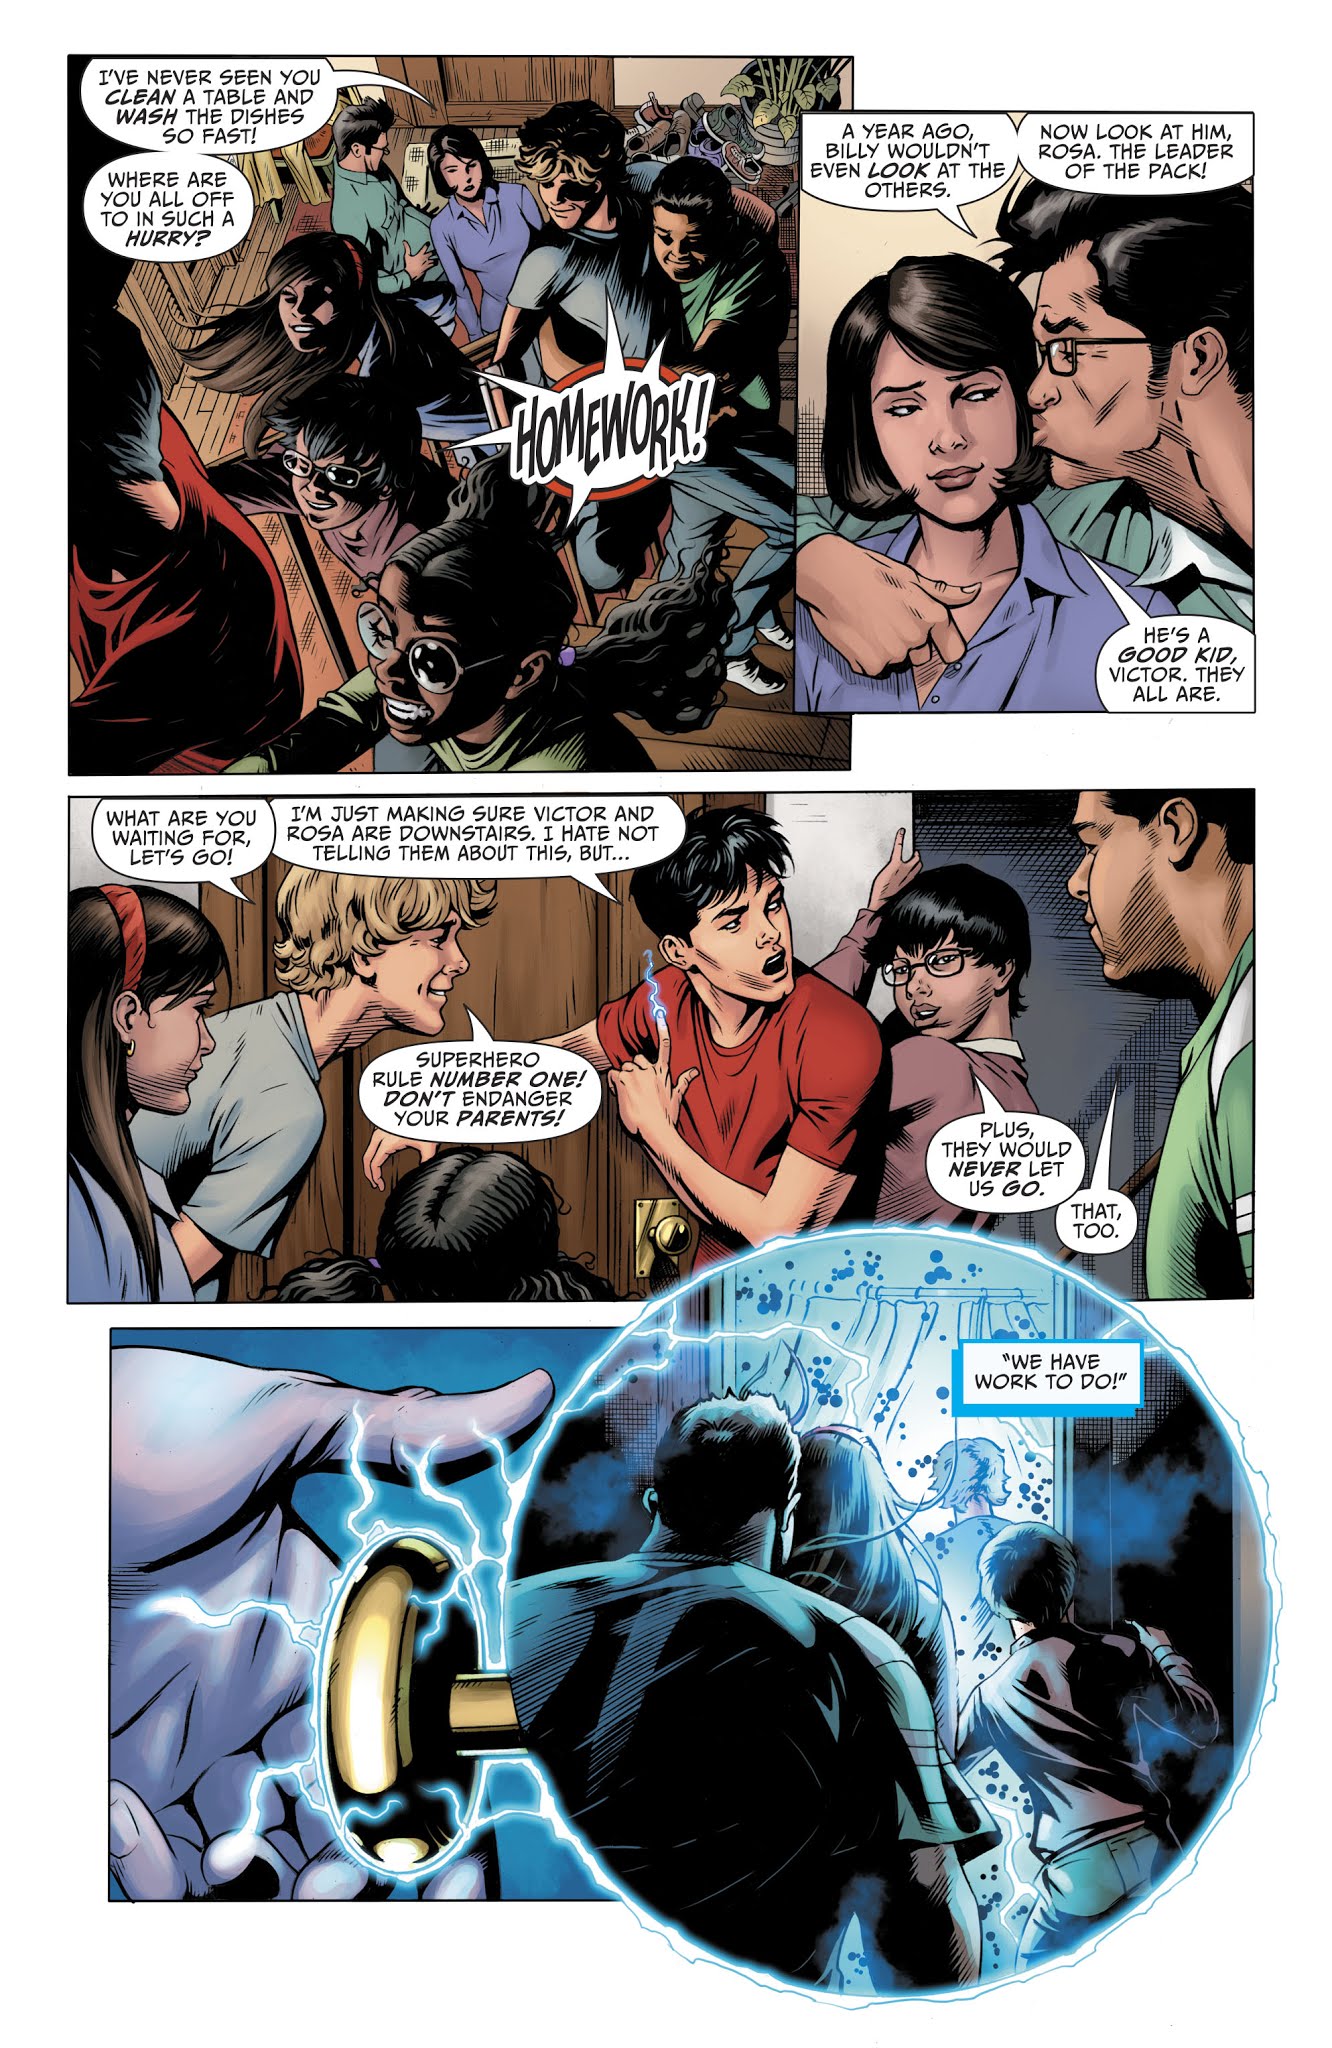 I'VE NEVER SEEN YOU
CLEAN A TABLE AND
WASH THE DISHES
SO FAST!
WHERE ARE
YOU ALL OFF
TO IN SUCH A
HURRY?
HOMEWORK!
A YEAR AGO,
BILLY WOULDN'T
EVEN LOOK AT THE
OTHERS.
NOW LOOK AT HIM,
ROSA. THE LEADER
OF THE PACK!
HE'S A
GOOD KID,
VICTOR. THEY
ALL ARE.
WHAT ARE YOU
WAITING FOR,
LET'S GO!
I'M JUST MAKING SURE VICTOR AND
ROSA ARE DOWNSTAIRS. I HATE NOT
TELLING THEM ABOUT THIS, BUT...
SUPERHERO
RULE NUMBER ONE!
DON'T ENDANGER
YOUR PARENTS!
PLUS,
THEY WOULD
NEVER LET
US GO.
THAT,
TOO.
"WE HAVE
WORK TO DO!"